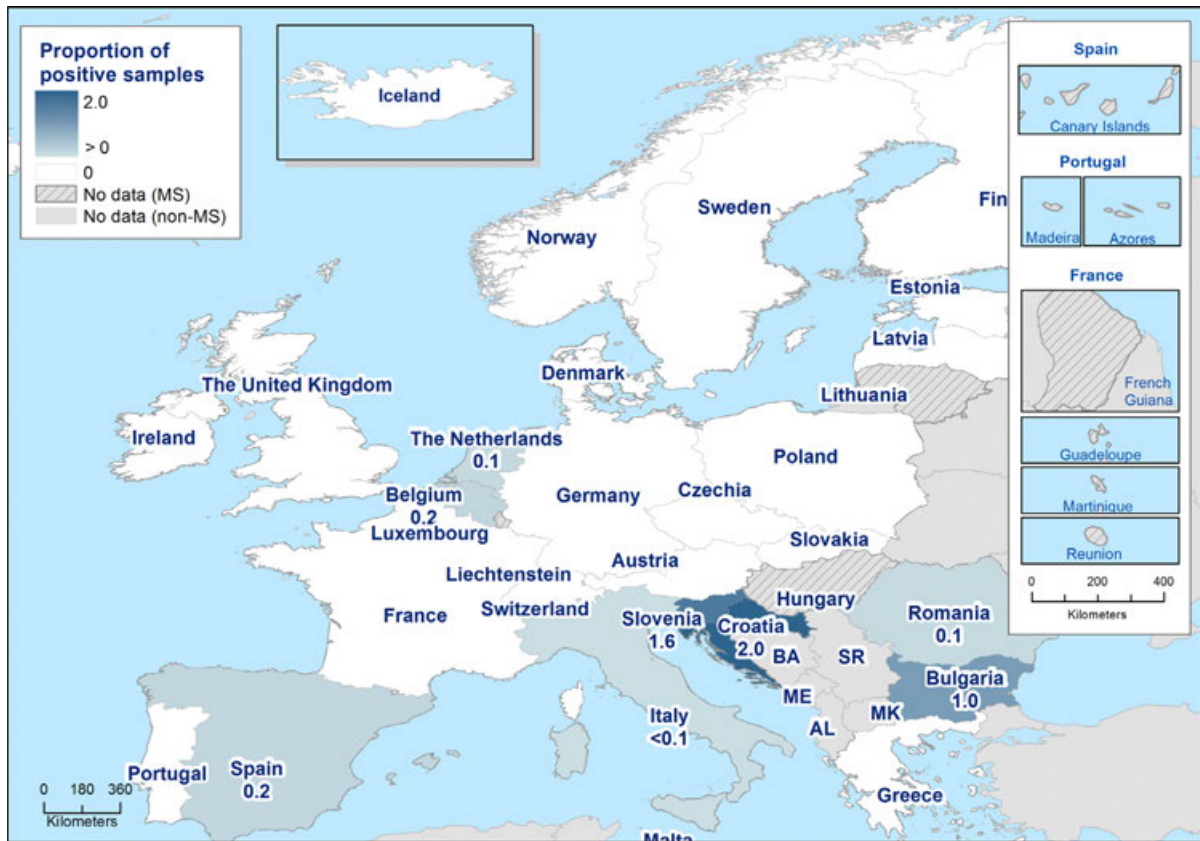 Proportion of
positive samples
2.0
> 0
0
No data (MS)
No data (non-MS)
Iceland
Spain
Canary Islands
Portugal
Madeira
Azores
France
French
Guiana
Guadeloupe
Martinique
Reunion
0 200 400
Kilometers
Norway
Sweden
Fin
Estonia
Latvia
Lithuania
Denmark
The United Kingdom
Ireland
The Netherlands
0.1
Belgium
0.2
Luxembourg
Germany
Poland
Czechia
Slovakia
Austria
Liechtenstein
Switzerland
France
Hungary
Slovenia
1.6
Croatia
2.0
Romania
0.1
BA
SR
Bulgaria
1.0
ME
MK
AL
Italy
<0.1
Portugal
Spain
0.2
Greece
Malta
0 180 360
Kilometers